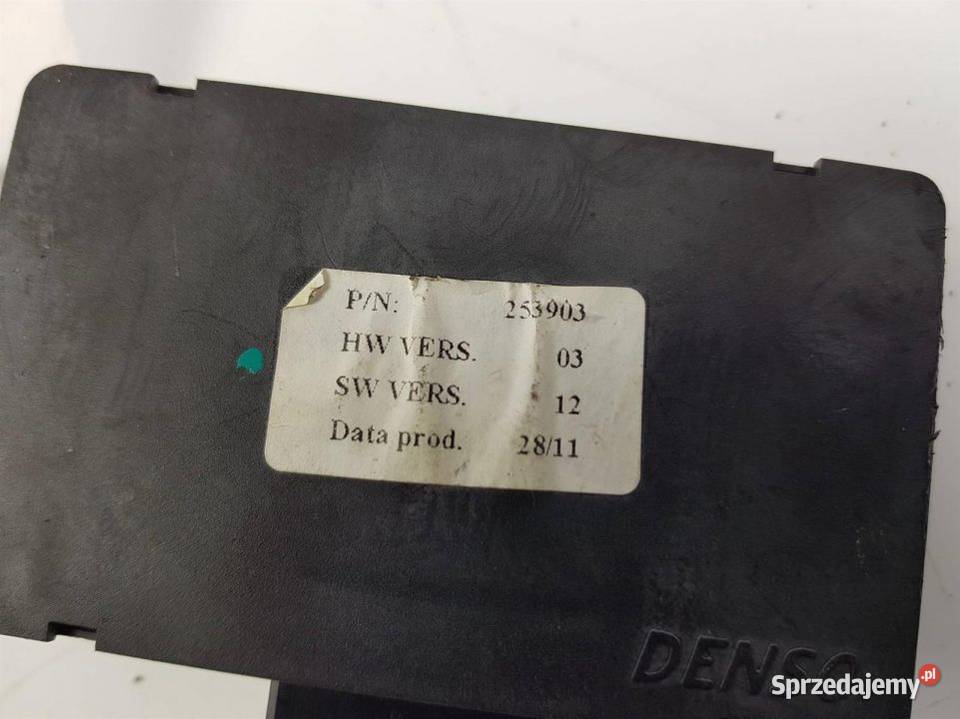 P/N: 253903
HW VERS. 03
SW VERS. 12
Data prod. 28/11
DENSO
Sprzedajemy.pl